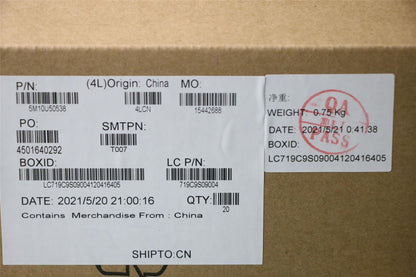 P/N:
(4L)Origin: China
MO:
5M10U50538
4LCN
15442688
PO:
SMTPN:
4501640292
T007
BOXID:
LC P/N:
LC719C9S09004120416405
719C9S09004
DATE: 2021/5/20 21:00:16
QTY:
20
Contains Merchandise From : China
SHIPTO:CN
净重:
WEIGHT: 0.75 Kg
DATE: 2021/5/21 0:41:38
BOXID:
LC719C9S09004120416405
QA
PASS